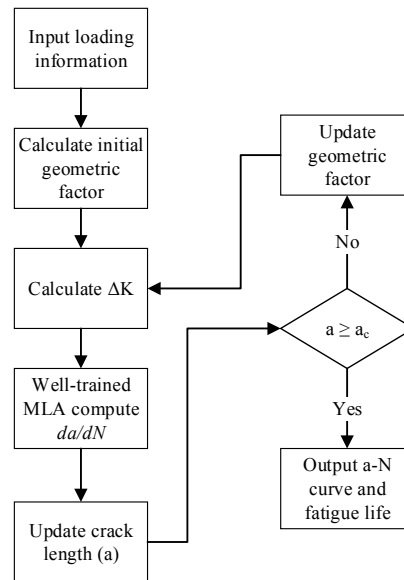 Input loading
information
Calculate initial
geometric
factor
Calculate ΔK
Well-trained
MLA compute
da/dN
Update crack
length (a)
Update
geometric
factor
No
a ≥ a_c
Yes
Output a-N
curve and
fatigue life